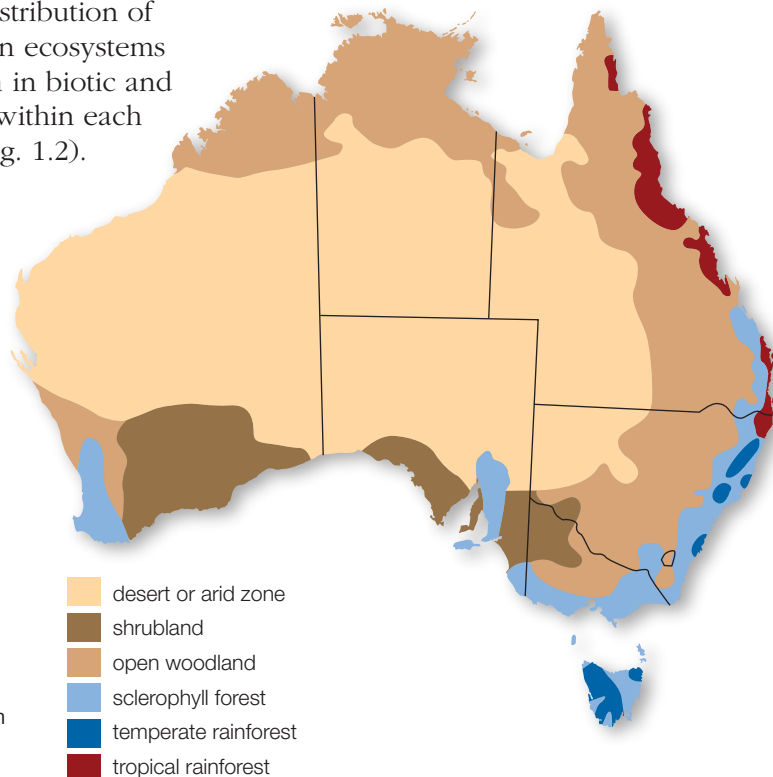 stribution of
n ecosystems
in biotic and
within each
g. 1.2).
desert or arid zone
shrubland
open woodland
sclerophyll forest
temperate rainforest
tropical rainforest